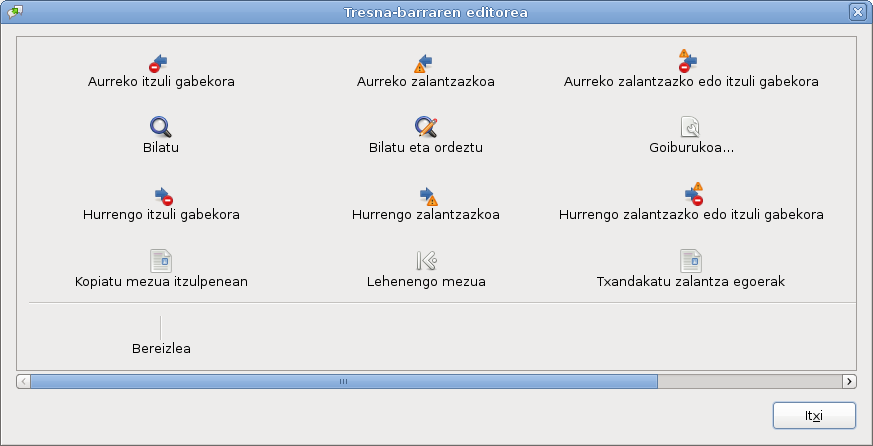 Tresna-barraren editorea
Aurreko itzuli gabekora
Aurreko zalantzazkoa
Aurreko zalantzazko edo itzuli gabekora
Bilatu
Bilatu eta ordeztu
Goiburukoa...
Hurrengo itzuli gabekora
Hurrengo zalantzazkoa
Hurrengo zalantzazko edo itzuli gabekora
Kopiatu mezua itzulpenean
Lehenengo mezua
Txandakatu zalantza egoerak
Bereizlea
Itxi